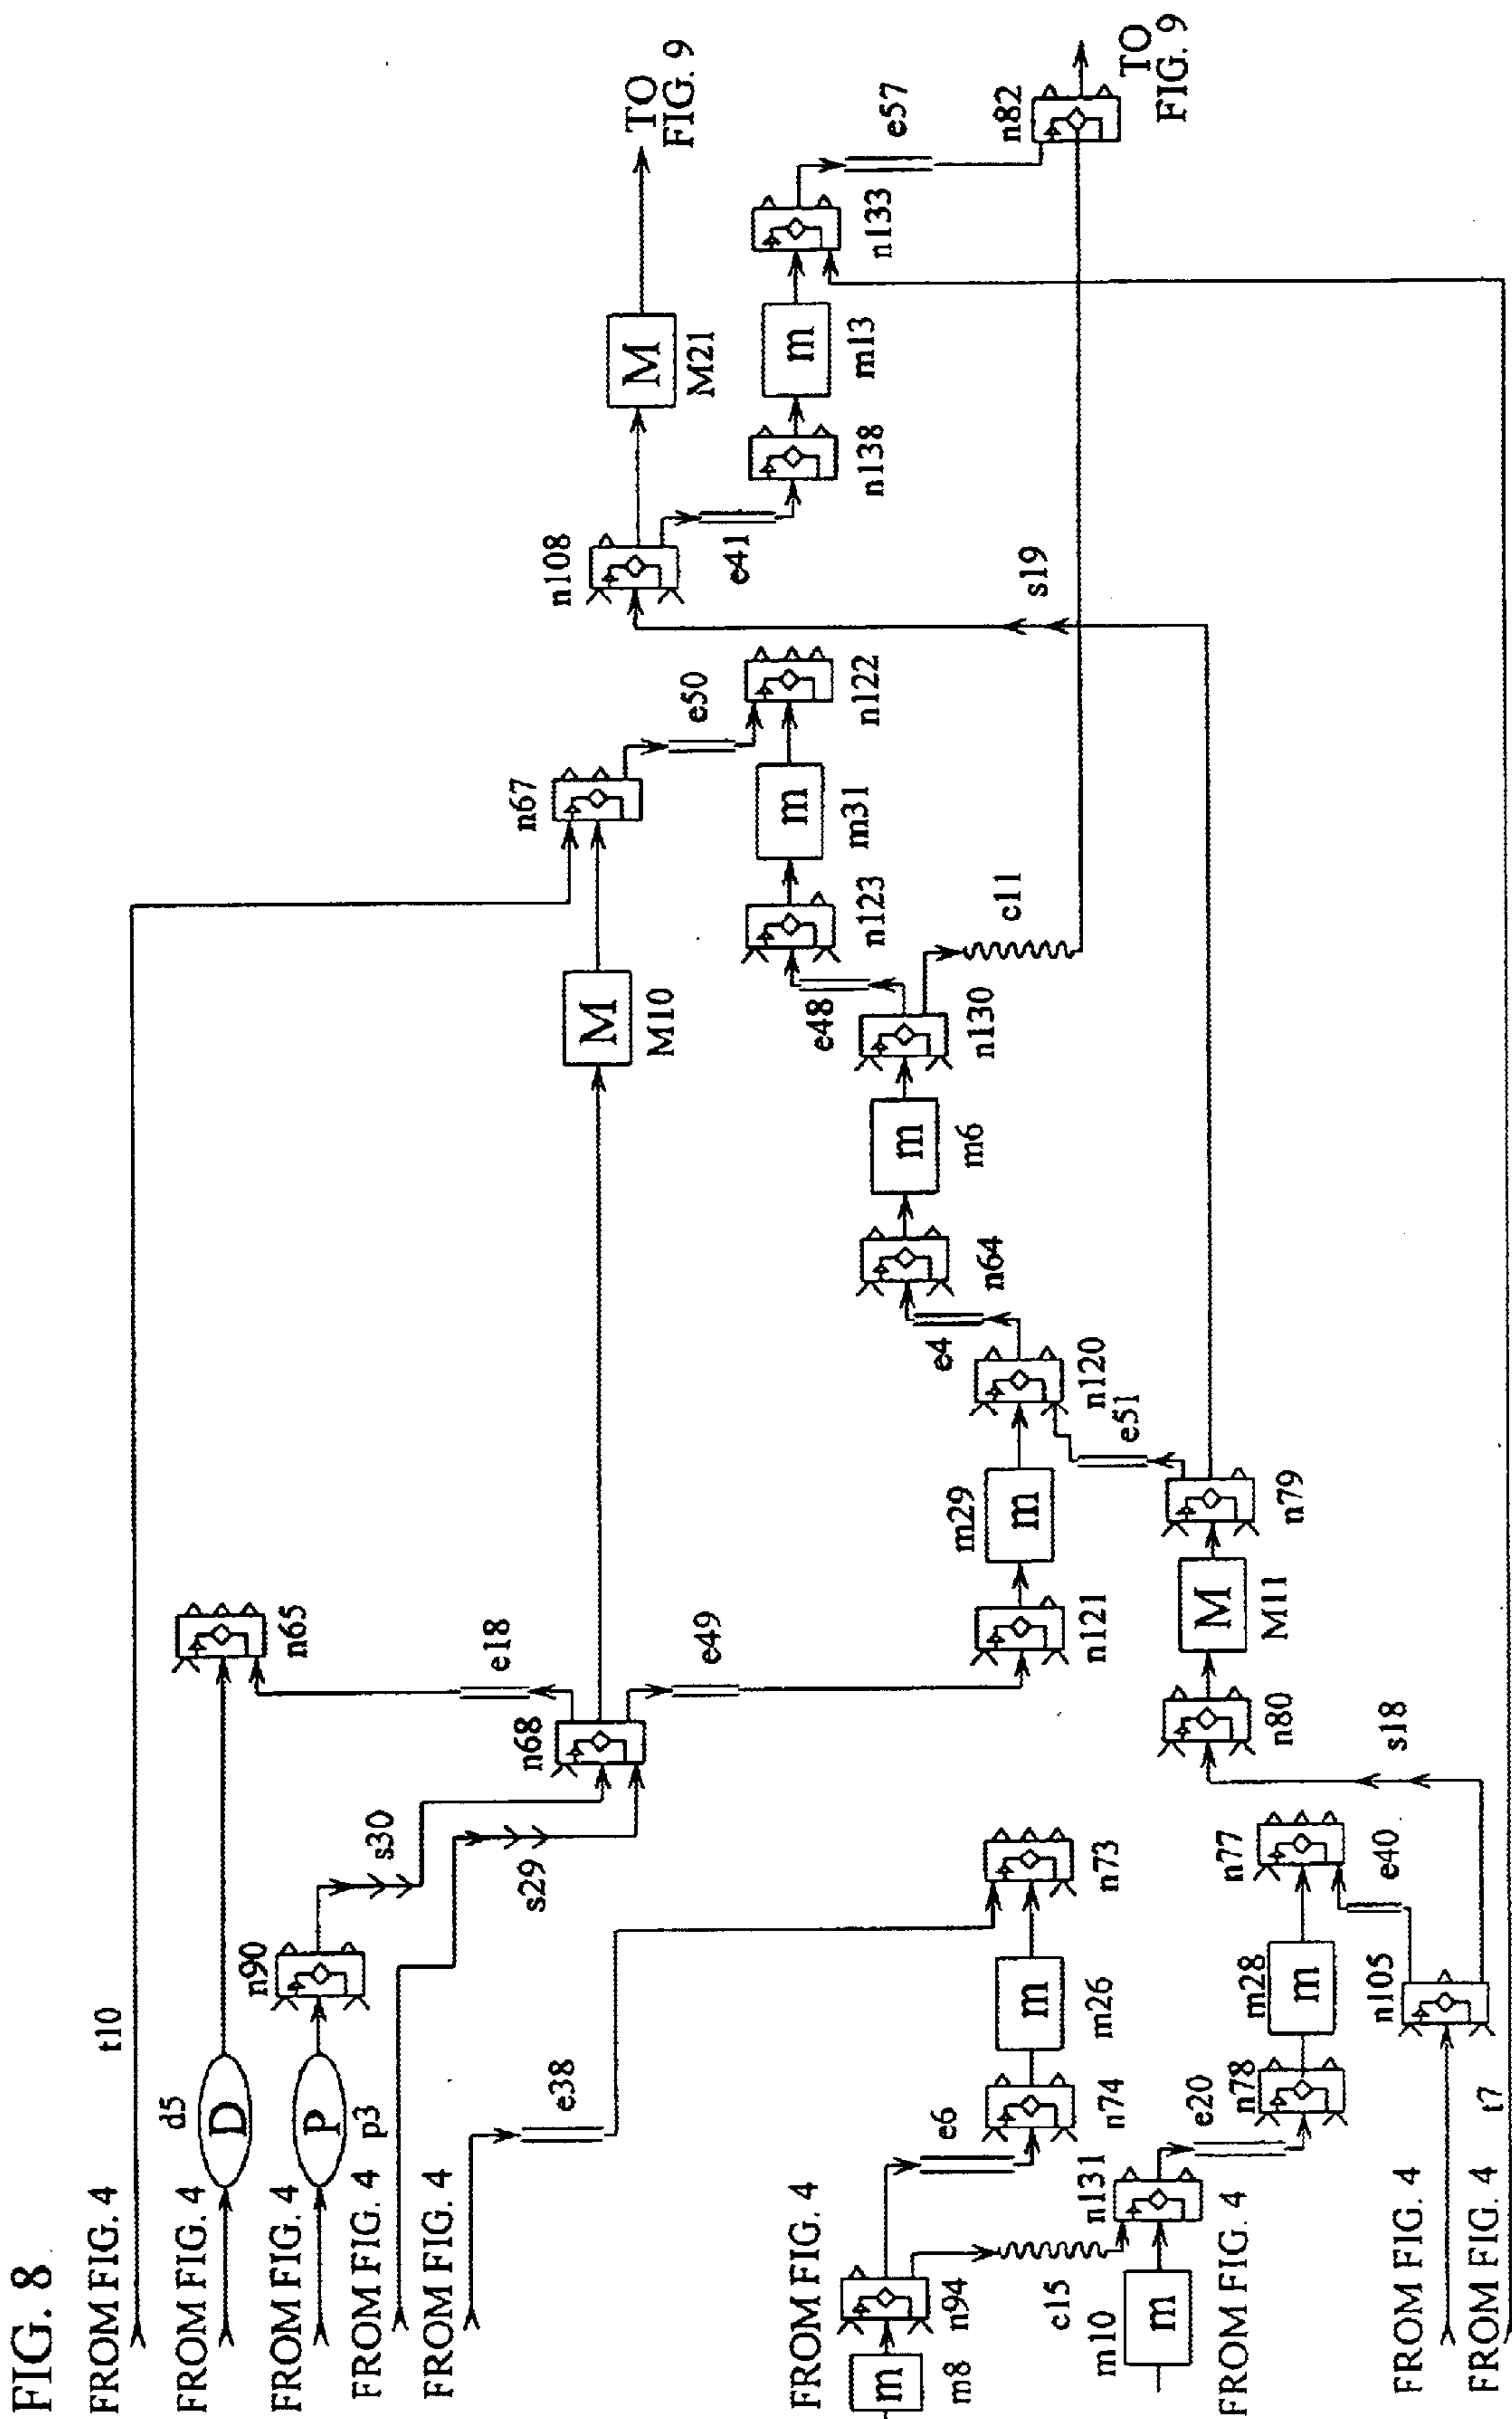 FIG. 8
FROM FIG. 4
t10
FROM FIG. 4
D
d5
n65
FROM FIG. 4
P
p3
n90
s30
FROM FIG. 4
s29
FROM FIG. 4
e38
n68
e18
e49
M
M10
n67
e50
n122
m
m31
n123
e48
n130
c11
m
m6
n64
e4
n120
e51
m
m29
n121
n108
M
M21
TO
FIG. 9
e41
n138
m
m13
n133
e57
n82
TO
FIG. 9
s19
n79
M
M11
n80
s18
FROM FIG. 4
m
m8
n94
e6
n74
m
m26
n73
c15
m
m10
FROM FIG. 4
n131
e20
n78
m
m28
n77
e40
n105
FROM FIG. 4
FROM FIG. 4
t7